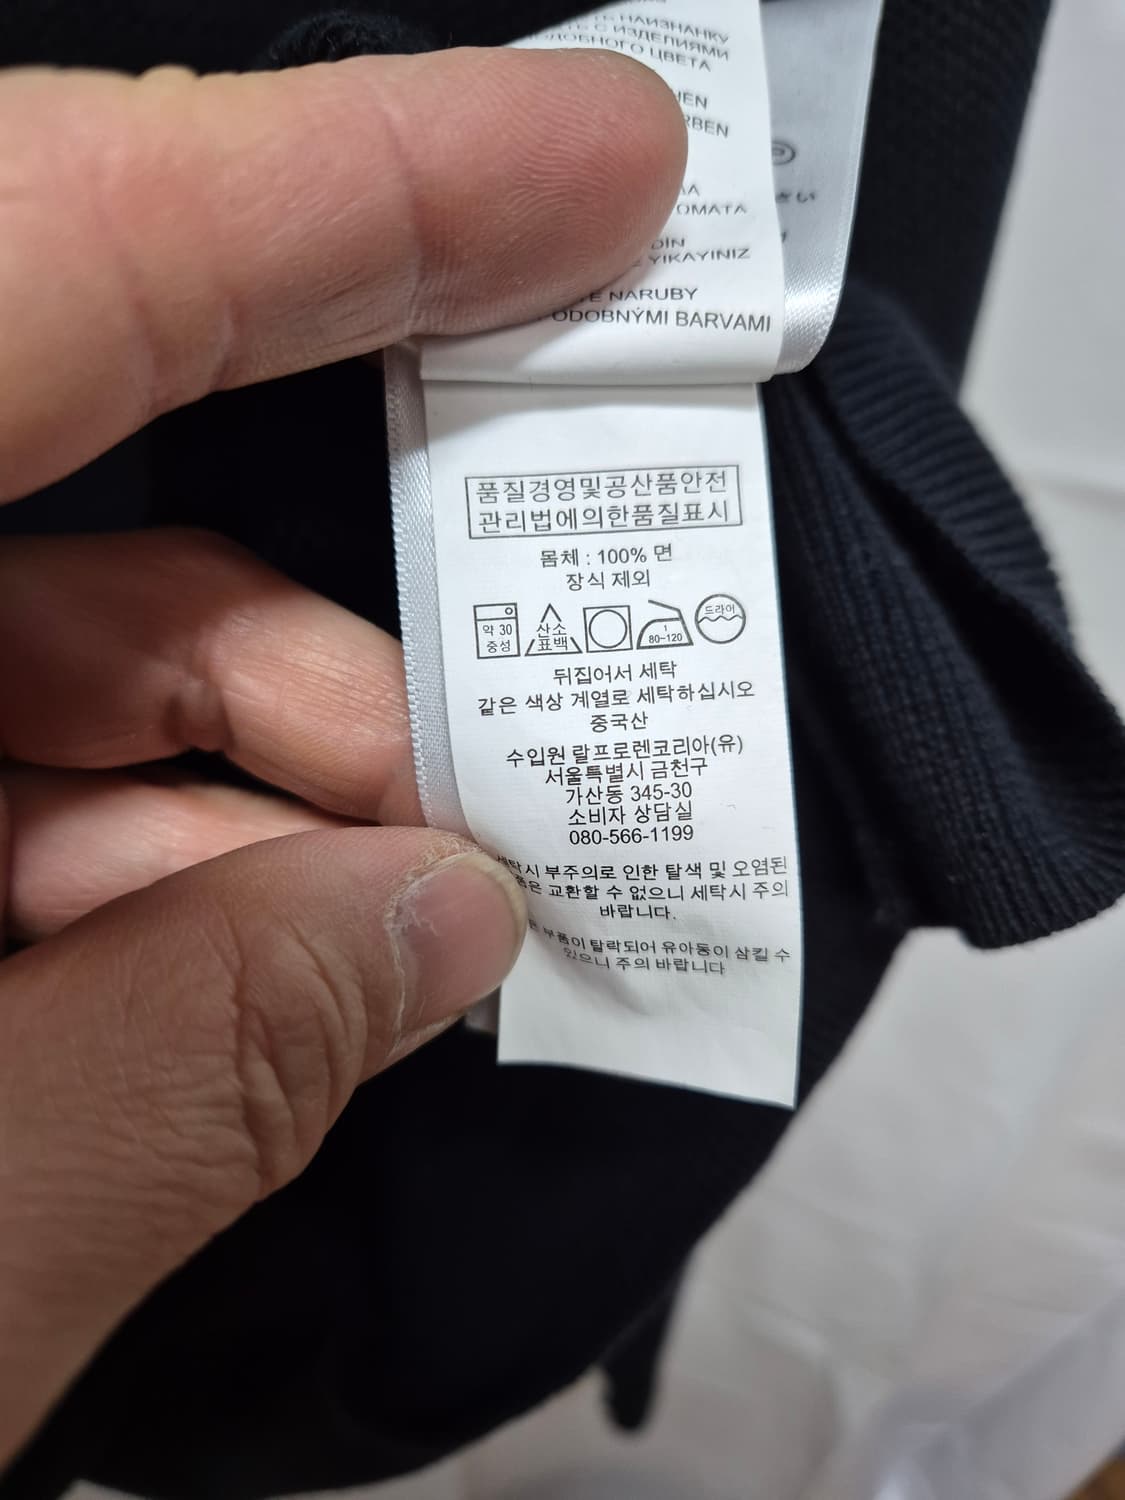 НАИЗНАНКУ
С ИЗДЕЛИЯМИ
ЦВЕТА
YIKAYINIZ
NARUBY
BARVAMI
품질경영및공산품안전
관리법에의한품질표시
몸체 : 100% 면
장식 제외
약 30
중성
산소
표백
1
80~120
드라이
뒤집어서 세탁
같은 색상 계열로 세탁하십시오
중국산
수입원 랄프로렌코리아(유)
서울특별시 금천구
가산동 345-30
소비자 상담실
080-566-1199
부주의로 인한 탈색 및 오염된
교환할 수 없으니 세탁시 주의
바랍니다.
부품이 탈락되어 유아동이 삼킬 수
있으니 주의 바랍니다